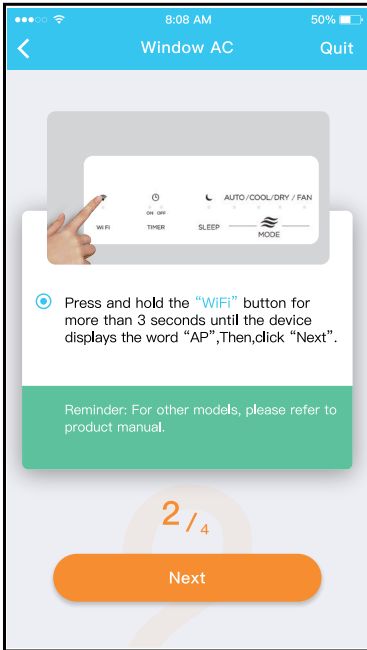 8:08 AM
50%
Window AC
Quit
AUTO/COOL/DRY / FAN
ON OFF
Wi Fi
TIMER
SLEEP
MODE
Press and hold the “WiFi” button for
more than 3 seconds until the device
displays the word “AP”,Then,click “Next”.
Reminder: For other models, please refer to
product manual.
2/4
Next